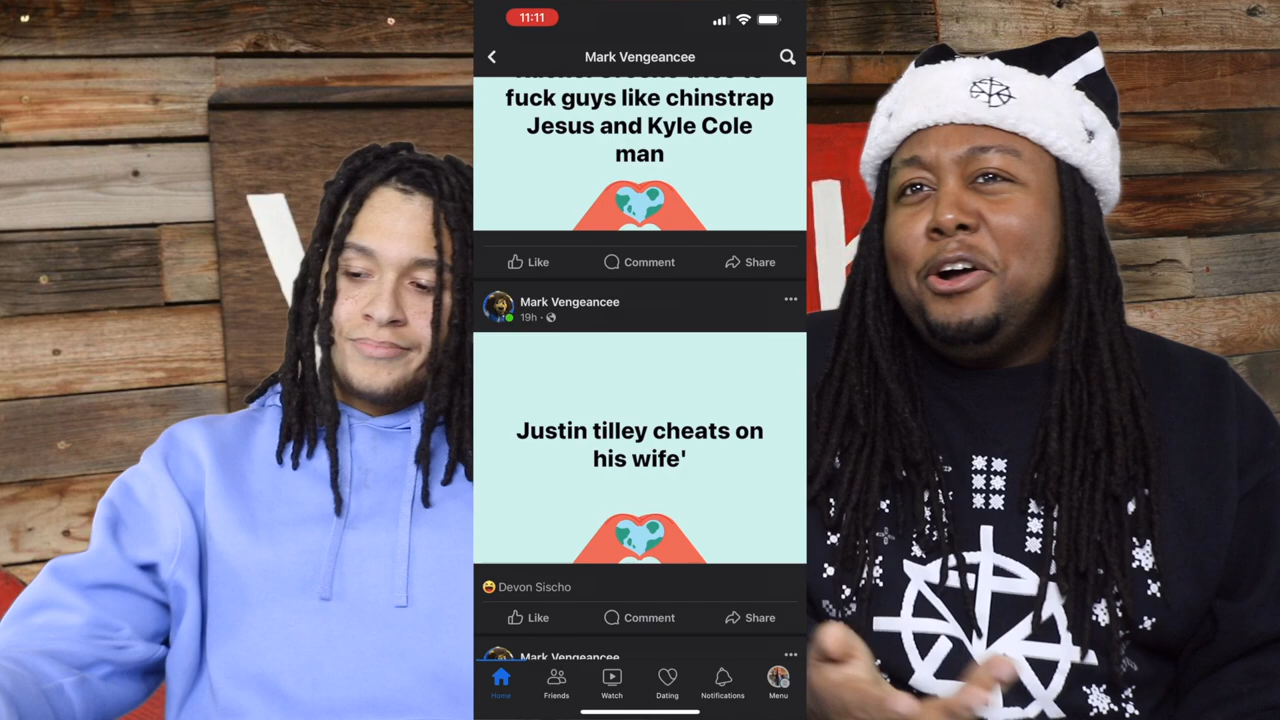 11:11
Mark Vengeancee
fuck guys like chinstrap
Jesus and Kyle Cole
man
Like
Comment
Share
Mark Vengeancee
19h ·
Justin tilley cheats on
his wife'
Devon Sischo
Like
Comment
Share
Mark Vengeancee
Home
Friends
Watch
Dating
Notifications
Menu